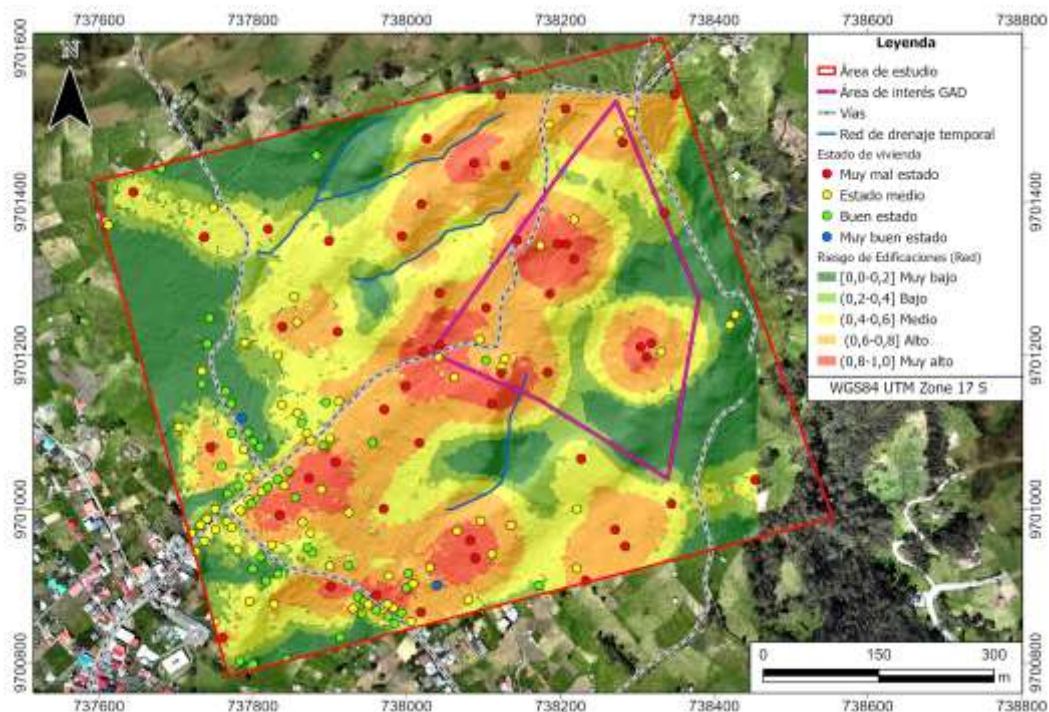 737600 737800 738000 738200 738400 738600 738800
9701600
9701400
9701200
9701000
9700800
N
Leyenda
Área de estudio
Área de interés GAD
Vías
Red de drenaje temporal
Estado de vivienda
Muy mal estado
Estado medio
Buen estado
Muy buen estado
Riesgo de Edificaciones (Red)
[0,0-0,2] Muy bajo
(0,2-0,4] Bajo
(0,4-0,6] Medio
(0,6-0,8] Alto
(0,8-1,0] Muy alto
WGS84 UTM Zone 17 S
9701400
9701200
9701000
9700800
0 150 300
m
737600 737800 738000 738200 738400 738600 738800